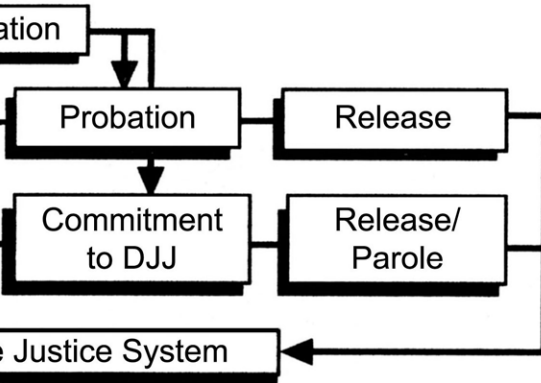 ation
Probation
Release
Commitment
to DJJ
Release/
Parole
e Justice System